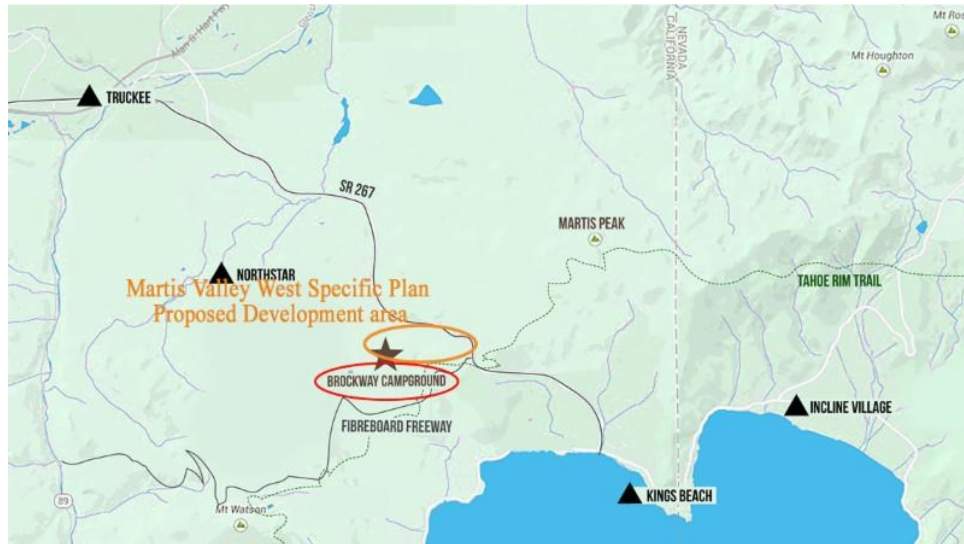 Mt Ros
Mt Houghton
NEVADA
CALIFORNIA
TRUCKEE
SR 267
MARTIS PEAK
TAHOE RIM TRAIL
NORTHSTAR
Martis Valley West Specific Plan
Proposed Development area
BROCKWAY CAMPGROUND
FIBREBOARD FREEWAY
INCLINE VILLAGE
KINGS BEACH
89
Mt Watson